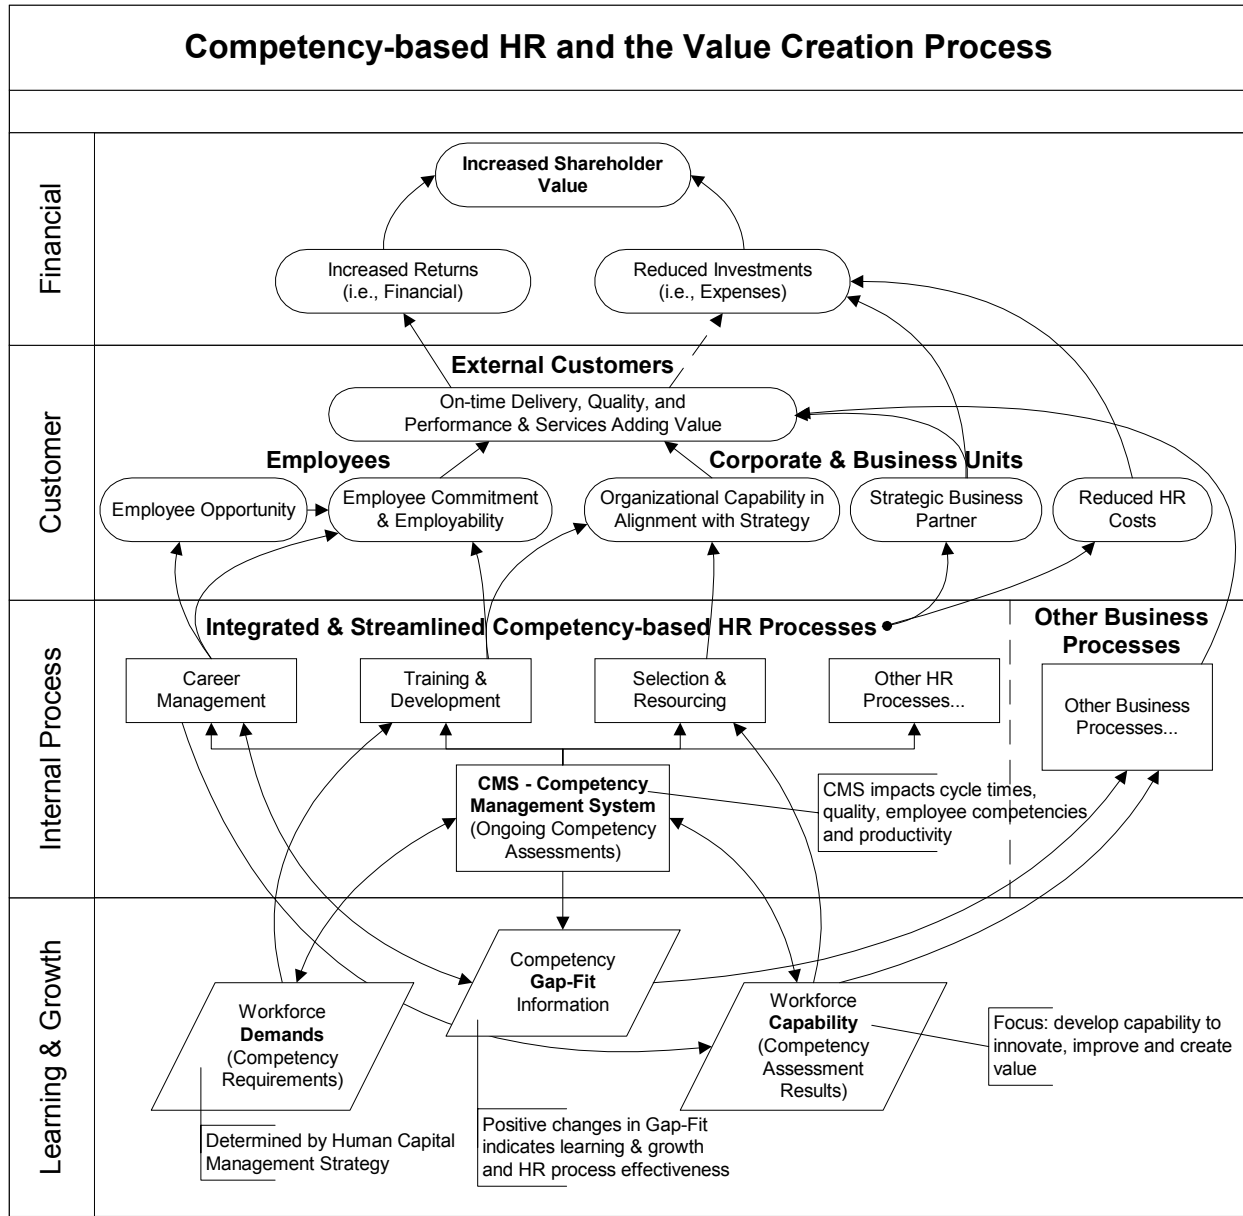 Competency-based HR and the Value Creation Process
Financial
Increased Shareholder
Value
Increased Returns
(i.e., Financial)
Reduced Investments
(i.e., Expenses)
Customer
External Customers
On-time Delivery, Quality, and
Performance & Services Adding Value
Employees
Corporate & Business Units
Employee Opportunity
Employee Commitment
& Employability
Organizational Capability in
Alignment with Strategy
Strategic Business
Partner
Reduced HR
Costs
Internal Process
Integrated & Streamlined Competency-based HR Processes
Other Business
Processes
Career
Management
Training &
Development
Selection &
Resourcing
Other HR
Processes...
Other Business
Processes...
CMS - Competency
Management System
(Ongoing Competency
Assessments)
CMS impacts cycle times,
quality, employee competencies
and productivity
Learning & Growth
Competency
Gap-Fit
Information
Workforce
Demands
(Competency
Requirements)
Workforce
Capability
(Competency
Assessment
Results)
Focus: develop capability to
innovate, improve and create
value
Determined by Human Capital
Management Strategy
Positive changes in Gap-Fit
indicates learning & growth
and HR process effectiveness